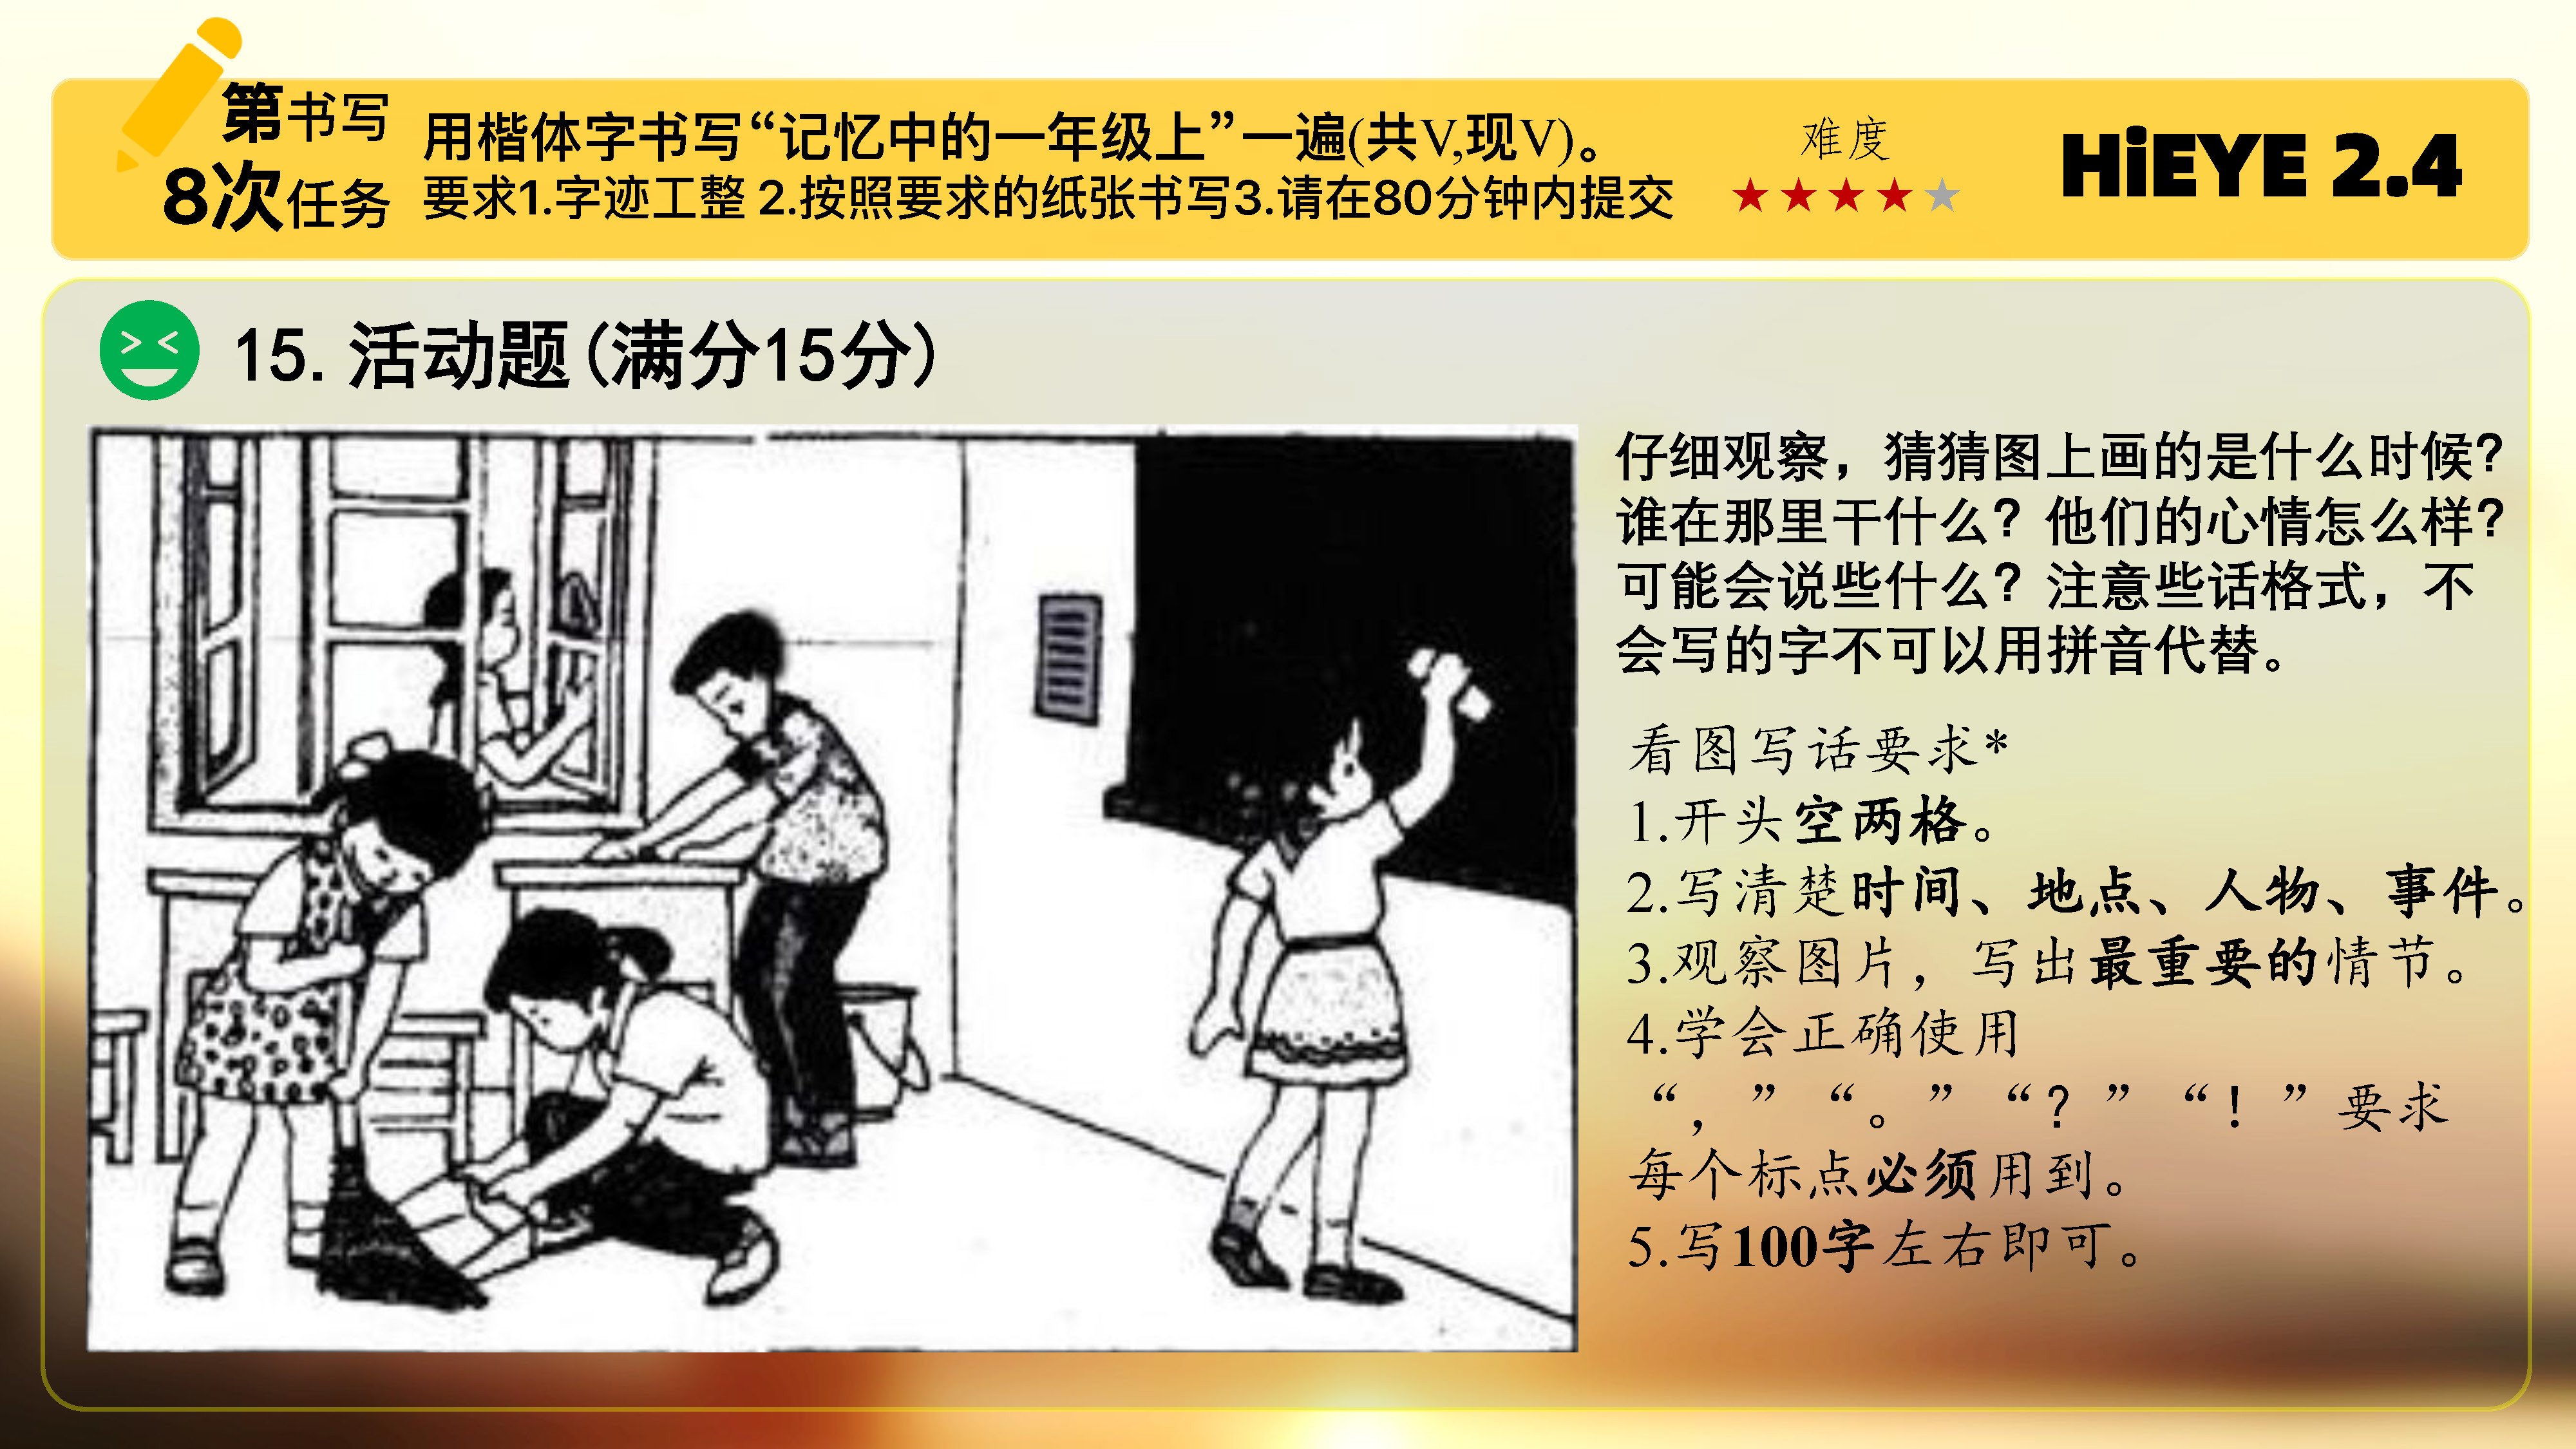 第书写
8次任务
用楷体字书写“记忆中的一年级上”一遍(共V,现V)。
要求1.字迹工整 2.按照要求的纸张书写3.请在80分钟内提交
难度
HiEYE 2.4
15.活动题(满分15分)
仔细观察，猜猜图上画的是什么时候？
谁在那里干什么？他们的心情怎么样？
可能会说些什么？注意些话格式，不
会写的字不可以用拼音代替。
看图写话要求*
1.开头空两格。
2.写清楚时间、地点、人物、事件。
3.观察图片，写出最重要的情节。
4.学会正确使用
“，”“。”“？”“！”要求
每个标点必须用到。
5.写100字左右即可。